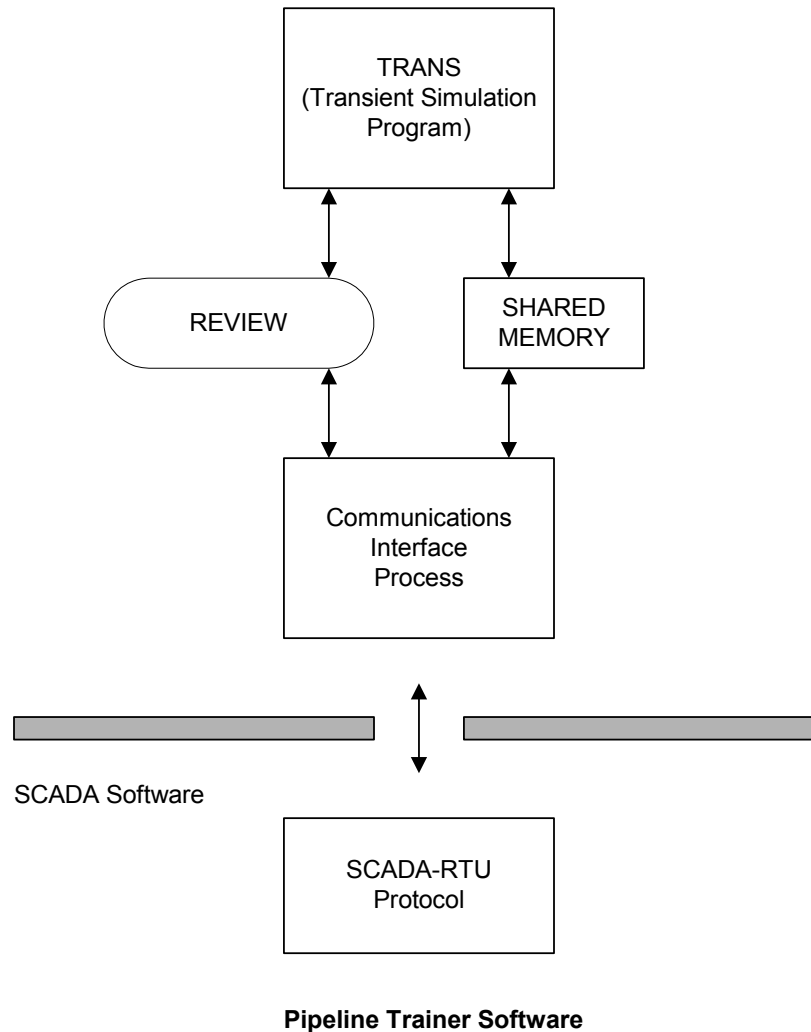 TRANS
(Transient Simulation
Program)
REVIEW
SHARED
MEMORY
Communications
Interface
Process
SCADA Software
SCADA-RTU
Protocol
Pipeline Trainer Software